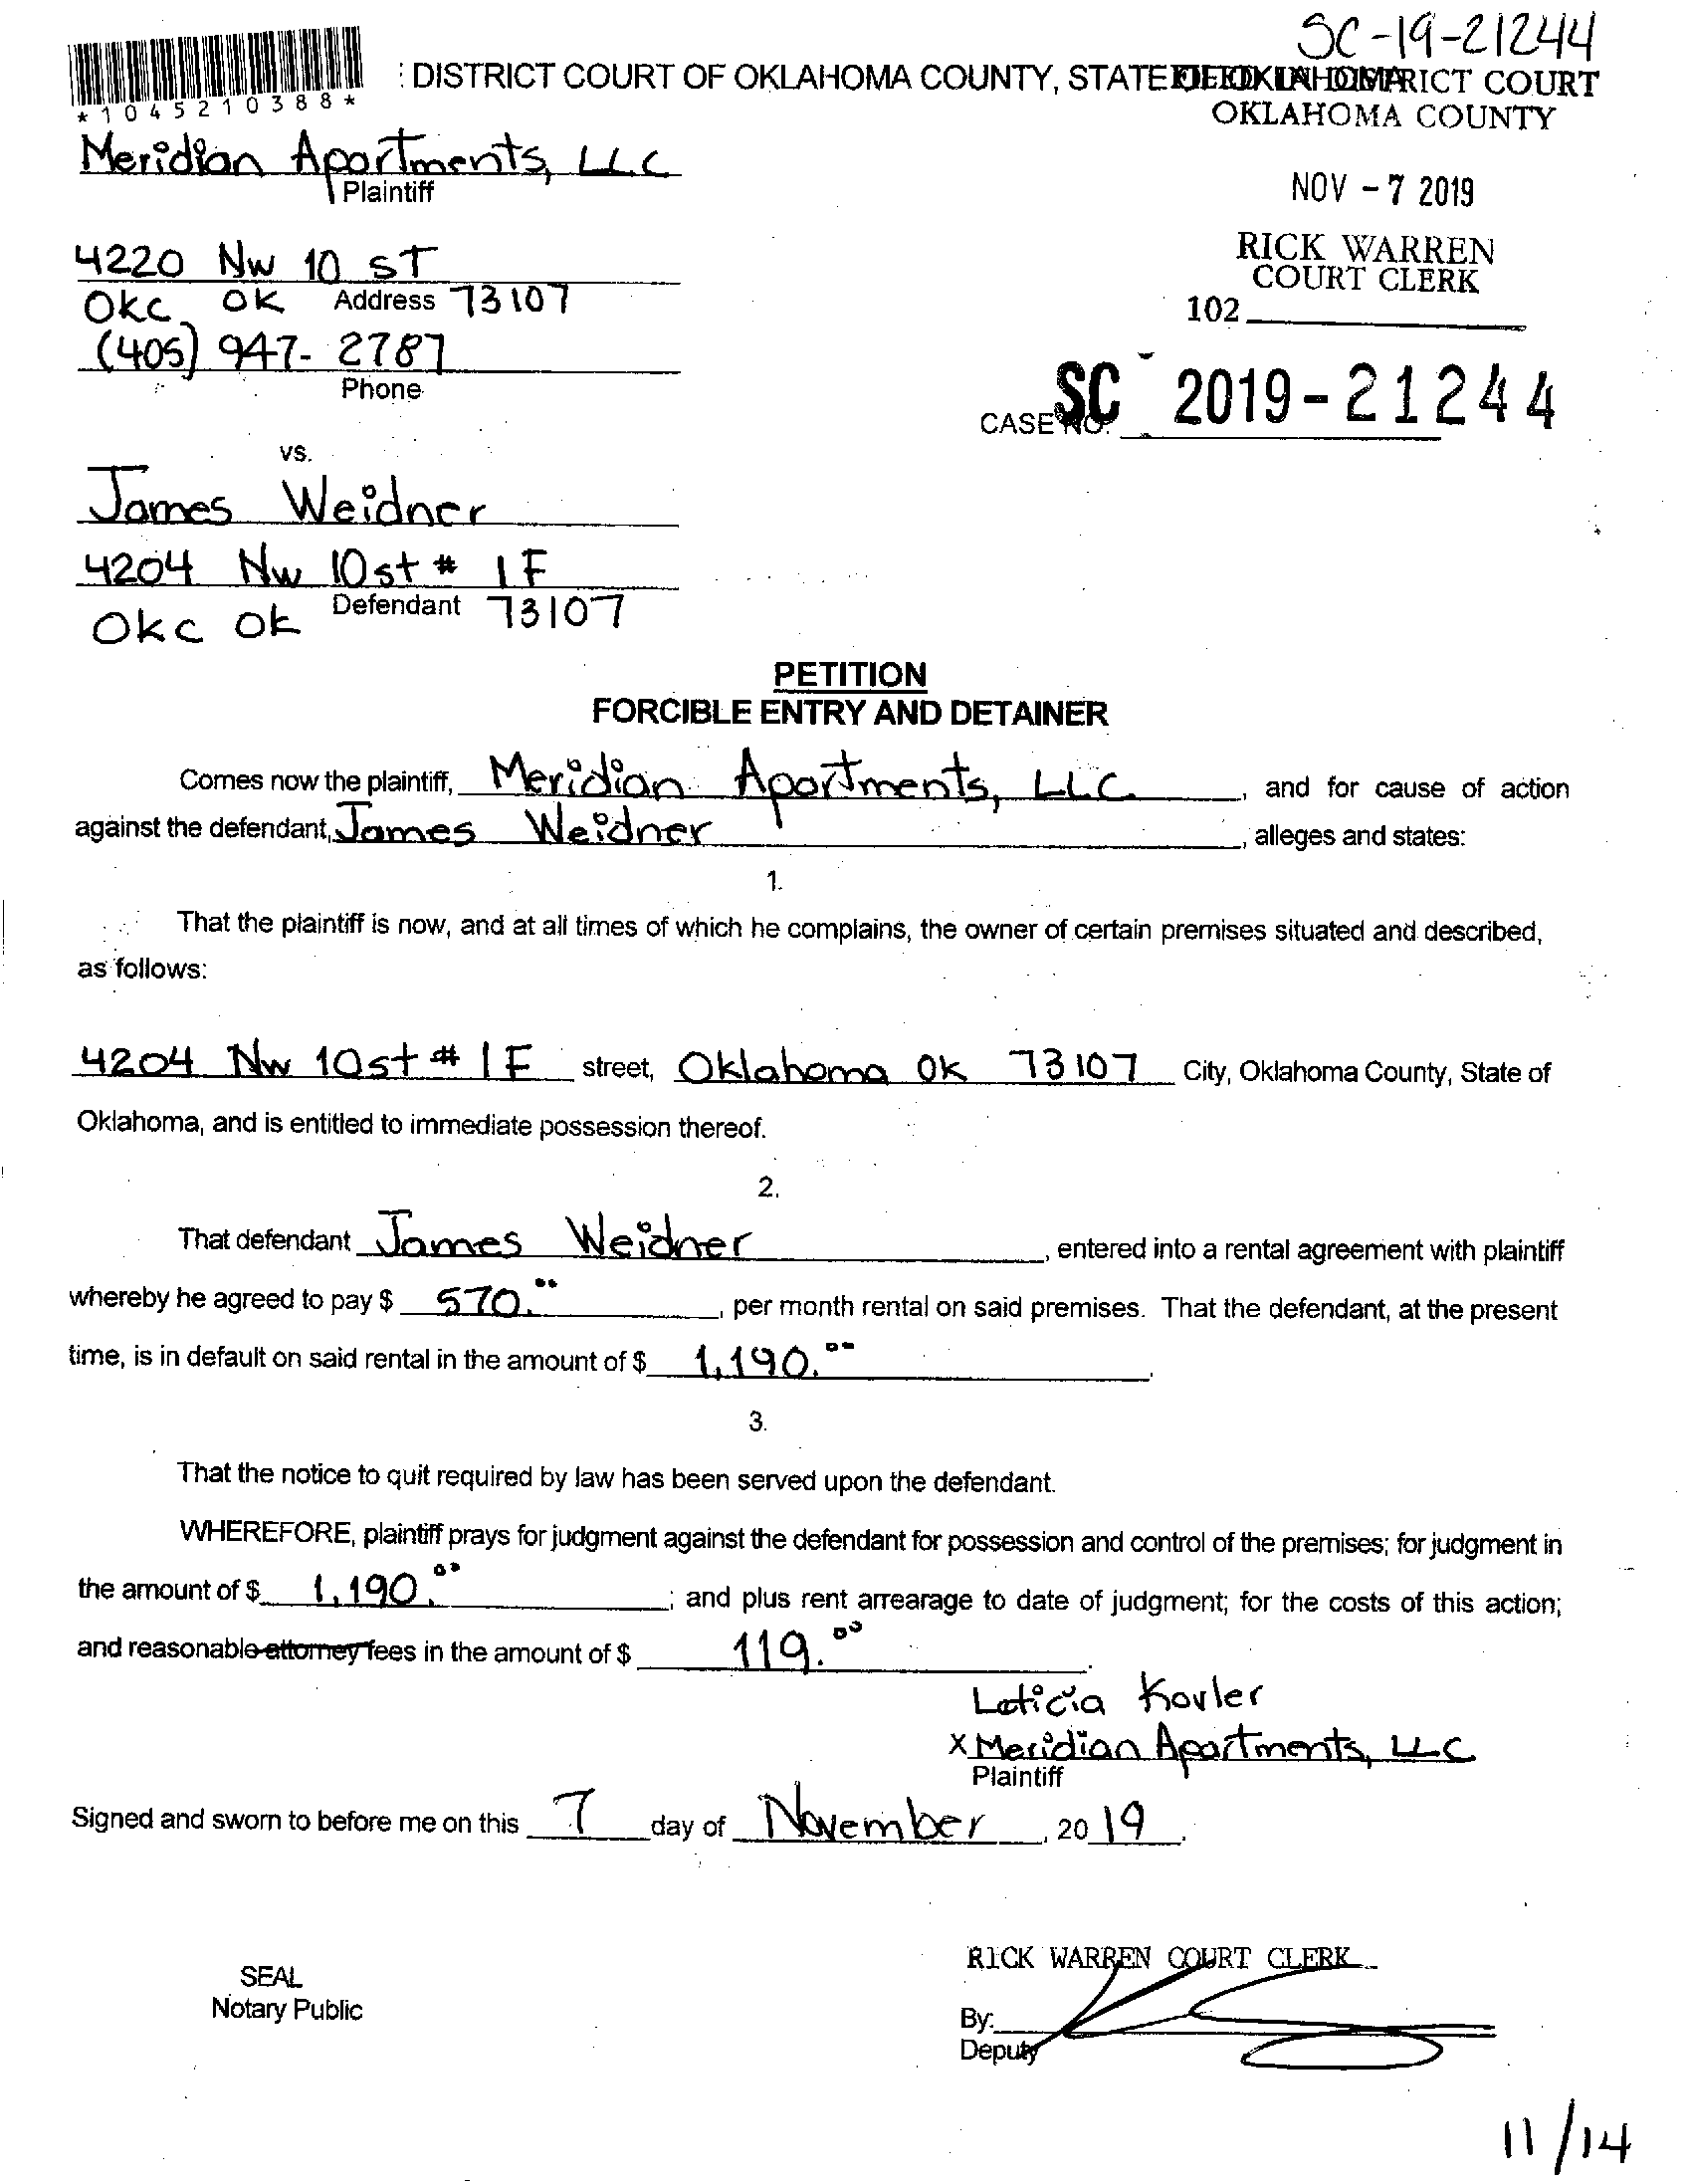 SC-19-21244
: DISTRICT COURT OF OKLAHOMA COUNTY, STATE DISTRICT COURT
*1045210388*
OKLAHOMA COUNTY
Meridian Apartments, LLC
Plaintiff
NOV - 7 2019
4220 NW 10 ST
RICK WARREN
COURT CLERK
OKC OK Address 73107
102
(405) 947-2787
Phone
CASE NO. SC 2019-21244
vs.
James Weidner
4204 NW 10st # 1F
Defendant
OKC OK 73107
PETITION
FORCIBLE ENTRY AND DETAINER
Comes now the plaintiff, Meridian Apartments, LLC, and for cause of action
against the defendant, James Weidner, alleges and states:
1.
That the plaintiff is now, and at all times of which he complains, the owner of certain premises situated and described,
as follows:
4204 NW 10st # 1F street, Oklahoma OK 73107 City, Oklahoma County, State of
Oklahoma, and is entitled to immediate possession thereof.
2.
That defendant James Weidner, entered into a rental agreement with plaintiff
whereby he agreed to pay $ 570.00, per month rental on said premises. That the defendant, at the present
time, is in default on said rental in the amount of $ 1,190.00.
3.
That the notice to quit required by law has been served upon the defendant.
WHEREFORE, plaintiff prays for judgment against the defendant for possession and control of the premises; for judgment in
the amount of $ 1,190.00; and plus rent arrearage to date of judgment; for the costs of this action;
and reasonable attorney fees in the amount of $ 119.00.
Leticia Kovler
X Meridian Apartments, LLC
Plaintiff
Signed and sworn to before me on this 7 day of November, 2019.
RICK WARREN COURT CLERK
SEAL
Notary Public
By:
Deputy
11/14